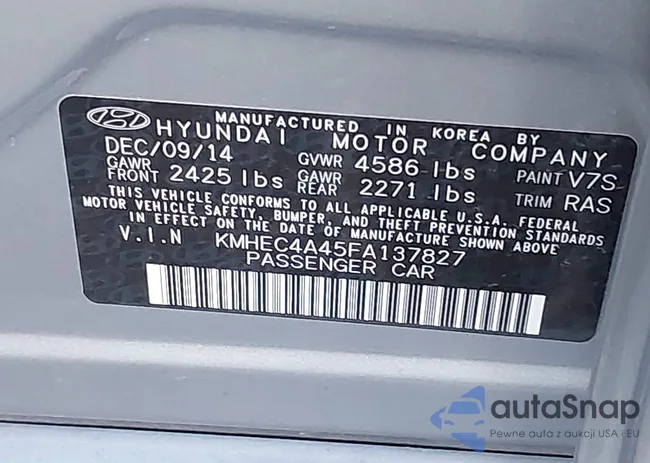 MANUFACTURED IN KOREA BY
HYUNDAI MOTOR COMPANY
DEC/09/14 GVWR 4586 lbs PAINT V7S
GAWR FRONT 2425 lbs GAWR REAR 2271 lbs TRIM RAS
THIS VEHICLE CONFORMS TO ALL APPLICABLE U.S.A. FEDERAL
MOTOR VEHICLE SAFETY, BUMPER, AND THEFT PREVENTION STANDARDS
IN EFFECT ON THE DATE OF MANUFACTURE SHOWN ABOVE
V.I.N KMHEC4A45FA137827
PASSENGER CAR
autaSnap
Pewne auta z aukcji USA - EU